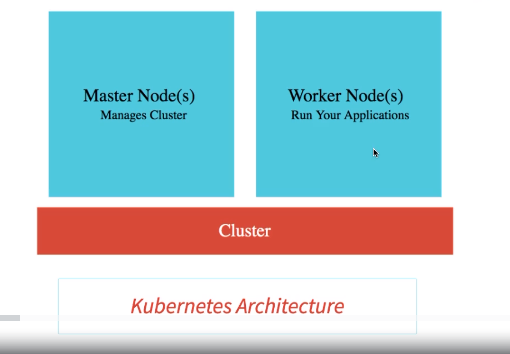 Master Node(s)
Manages Cluster
Worker Node(s)
Run Your Applications
Cluster
Kubernetes Architecture